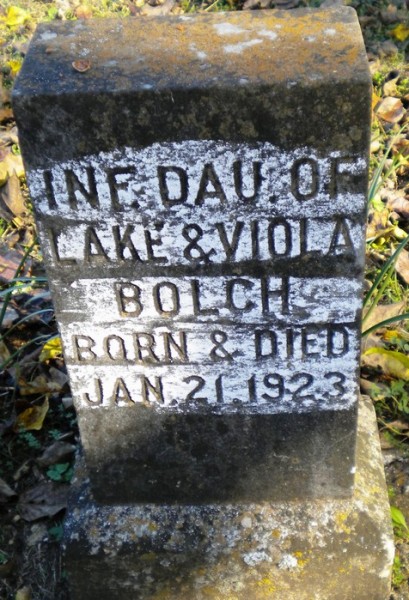 INF. DAU. OF
LAKE & VIOLA
BOLCH
BORN & DIED
JAN. 21. 1923